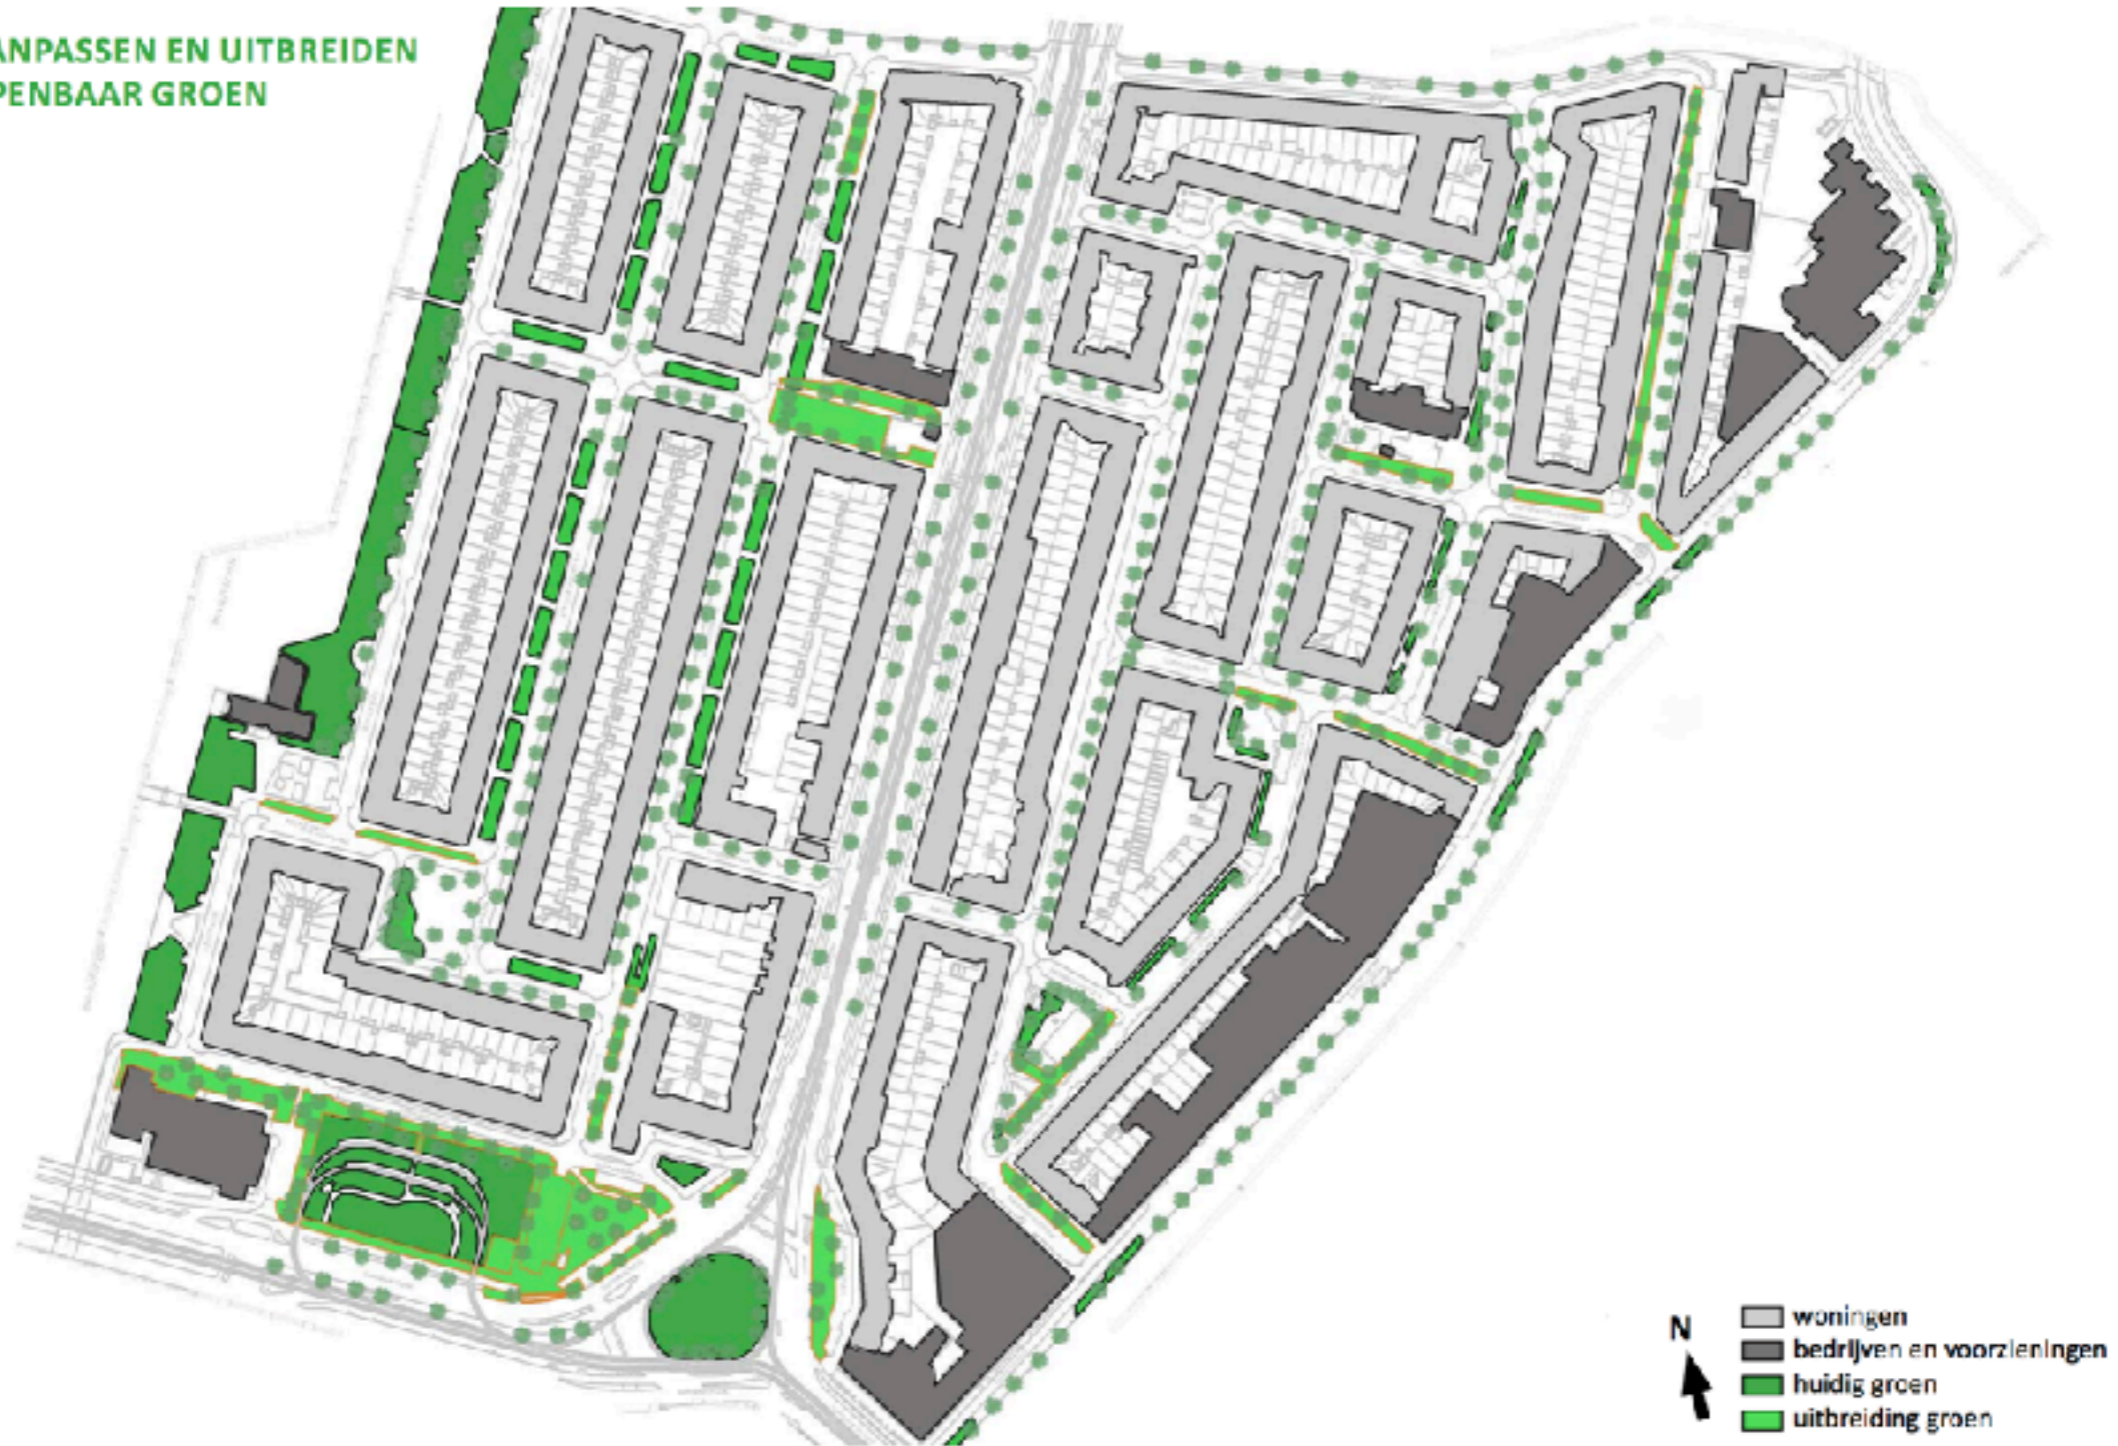 ANPASSEN EN UITBREIDEN
PENBAAR GROEN
N
woningen
bedrijven en voorzieningen
huidig groen
uitbreiding groen